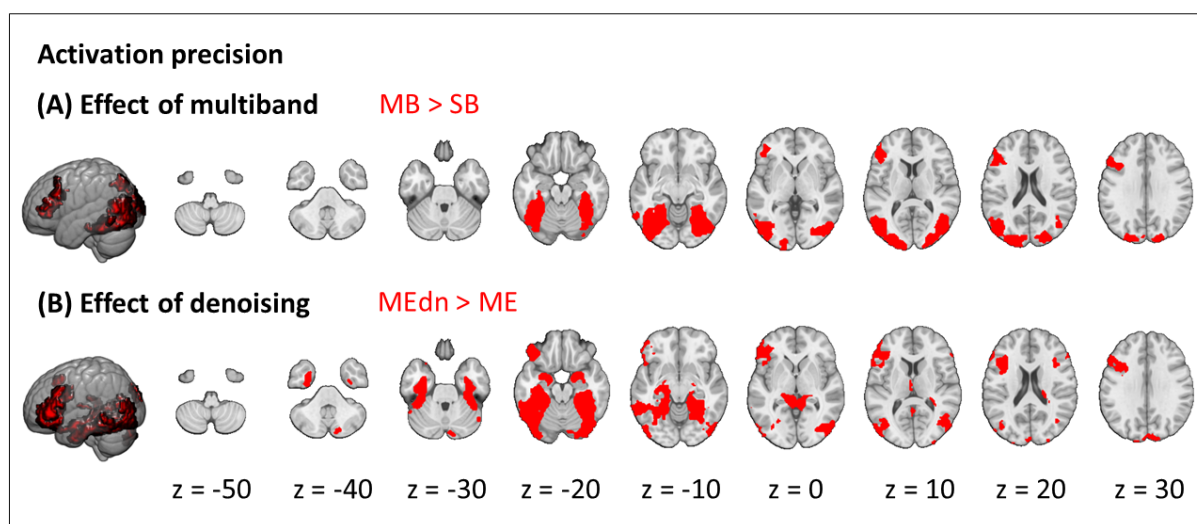 Activation precision
(A) Effect of multiband MB > SB
(B) Effect of denoising MEdn > ME
z = -50 z = -40 z = -30 z = -20 z = -10 z = 0 z = 10 z = 20 z = 30